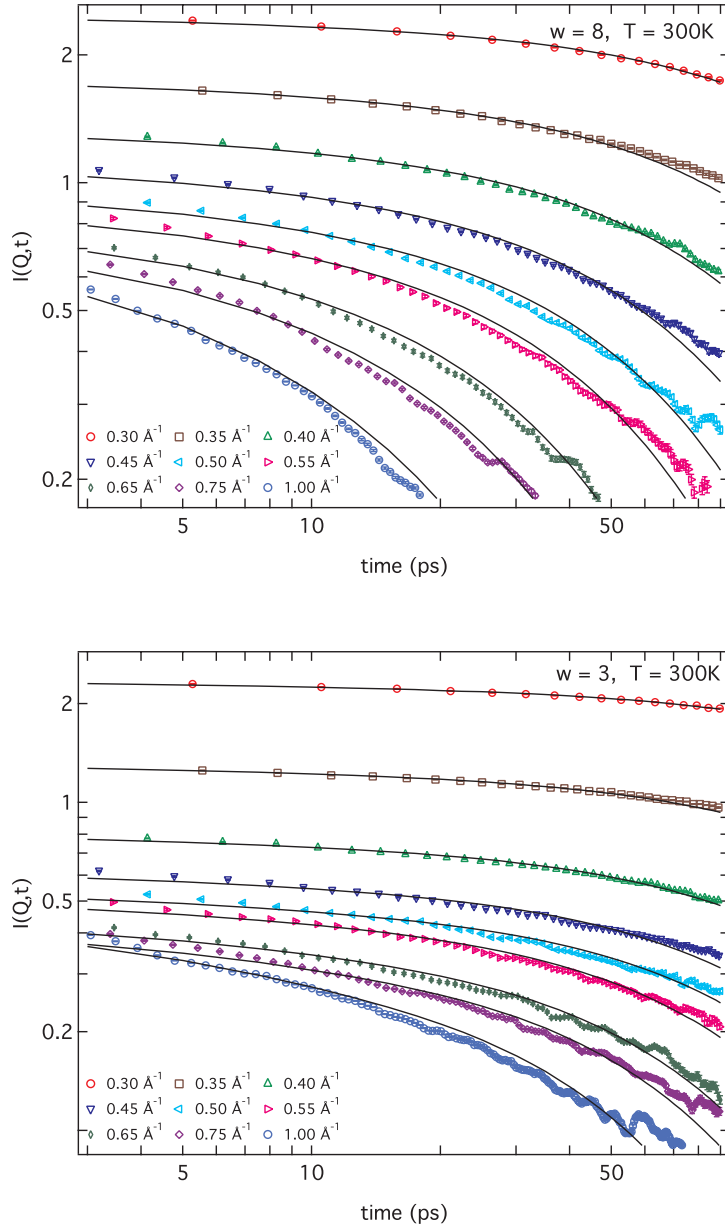 w = 8, T = 300K
2
1
0.5
0.2
I(Q,t)
0.30 Å⁻¹ 0.35 Å⁻¹ 0.40 Å⁻¹
0.45 Å⁻¹ 0.50 Å⁻¹ 0.55 Å⁻¹
0.65 Å⁻¹ 0.75 Å⁻¹ 1.00 Å⁻¹
5 10 50
time (ps)
w = 3, T = 300K
2
1
0.5
0.2
I(Q,t)
0.30 Å⁻¹ 0.35 Å⁻¹ 0.40 Å⁻¹
0.45 Å⁻¹ 0.50 Å⁻¹ 0.55 Å⁻¹
0.65 Å⁻¹ 0.75 Å⁻¹ 1.00 Å⁻¹
5 10 50
time (ps)